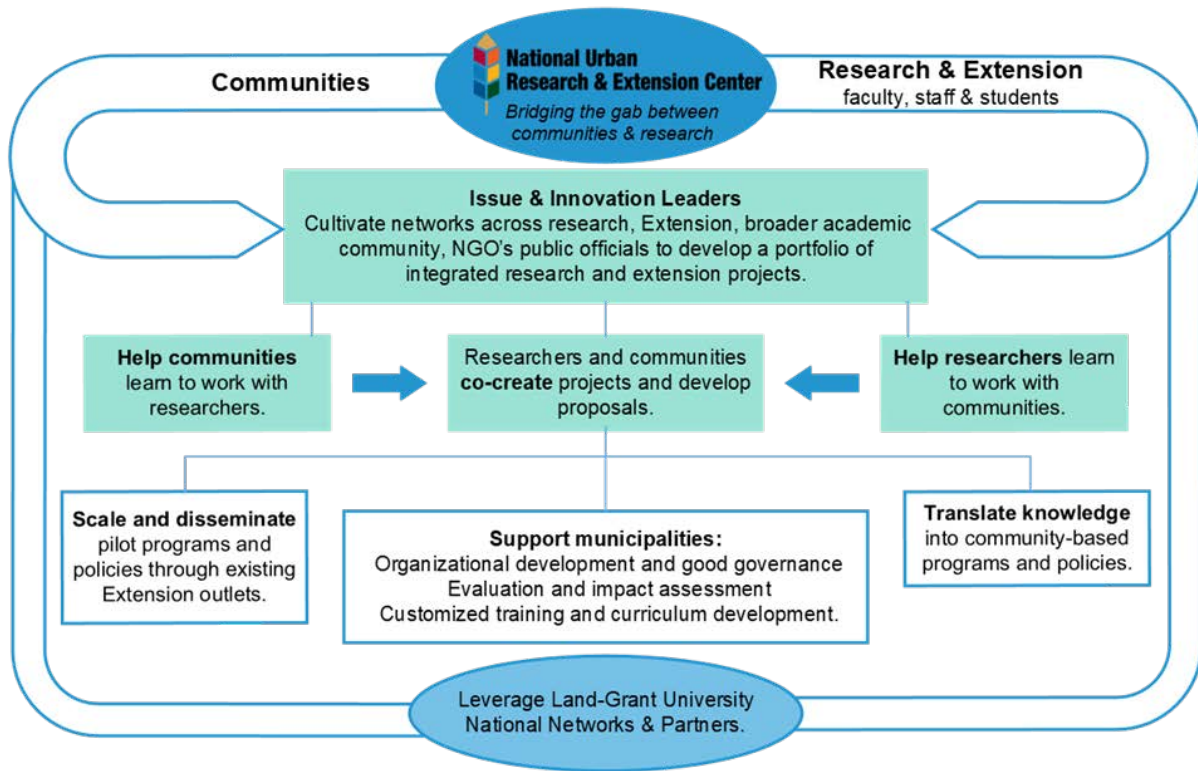 Communities
National Urban
Research & Extension Center
Bridging the gab between
communities & research
Research & Extension
faculty, staff & students
Issue & Innovation Leaders
Cultivate networks across research, Extension, broader academic
community, NGO's public officials to develop a portfolio of
integrated research and extension projects.
Help communities
learn to work with
researchers.
Researchers and communities
co-create projects and develop
proposals.
Help researchers learn
to work with
communities.
Scale and disseminate
pilot programs and
policies through existing
Extension outlets.
Support municipalities:
Organizational development and good governance
Evaluation and impact assessment
Customized training and curriculum development.
Translate knowledge
into community-based
programs and policies.
Leverage Land-Grant University
National Networks & Partners.